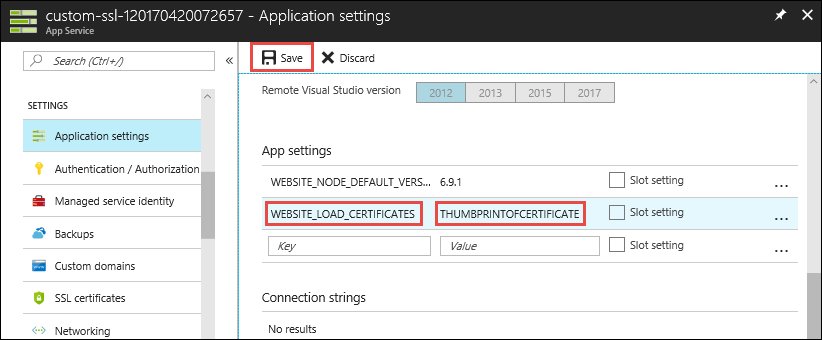 custom-ssl-120170420072657 - Application settings
App Service
Search (Ctrl+/)
«
Save
Discard
SETTINGS
Application settings
Authentication / Authorization
Managed service identity
Backups
Custom domains
SSL certificates
Networking
Remote Visual Studio version
2012
2013
2015
2017
App settings
WEBSITE_NODE_DEFAULT_VERS...
6.9.1
Slot setting
...
WEBSITE_LOAD_CERTIFICATES
THUMBPRINTOFCERTIFICATE
Slot setting
...
Key
Value
Slot setting
...
Connection strings
No results